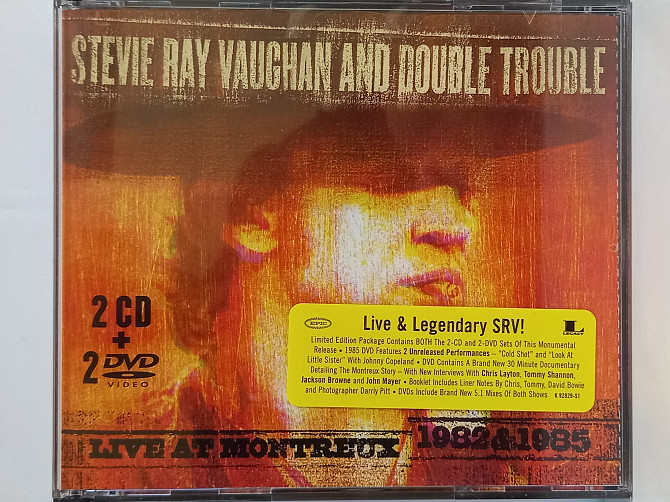 STEVIE RAY VAUGHAN AND DOUBLE TROUBLE
2 CD
+
2 DVD
VIDEO
EPIC
Live & Legendary SRV!
LEGACY
Limited Edition Package Contains BOTH The 2-CD and 2-DVD Sets Of This Monumental
Release • 1985 DVD Features 2 Unreleased Performances – "Cold Shot" and "Look At
Little Sister" With Johnny Copeland • DVD Contains A Brand New 30 Minute Documentary
Detailing The Montreux Story – With New Interviews With Chris Layton, Tommy Shannon,
Jackson Browne and John Mayer • Booklet Includes Liner Notes By Chris, Tommy, David Bowie
and Photographer Darrly Pitt • DVDs Include Brand New 5.1 Mixes Of Both Shows K 92829-S1
LIVE AT MONTREUX 1982 & 1985